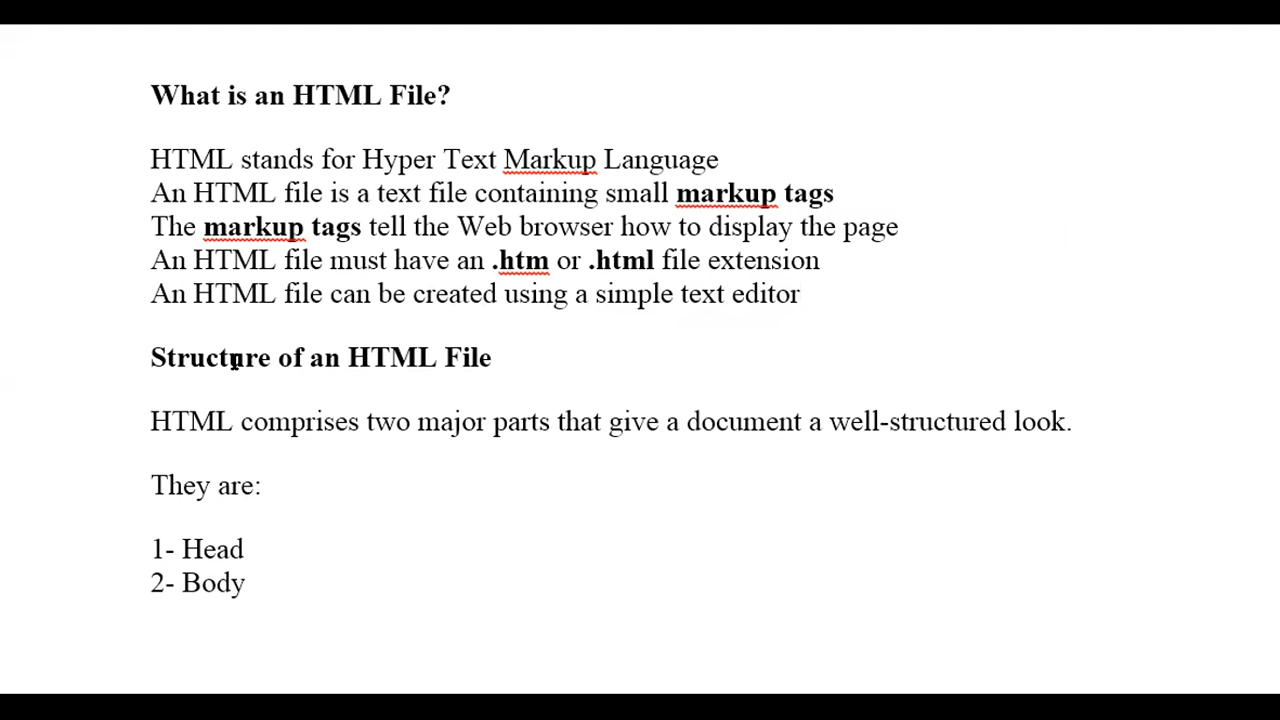 What is an HTML File?
HTML stands for Hyper Text Markup Language
An HTML file is a text file containing small markup tags
The markup tags tell the Web browser how to display the page
An HTML file must have an .htm or .html file extension
An HTML file can be created using a simple text editor
Structure of an HTML File
HTML comprises two major parts that give a document a well-structured look.
They are:
1- Head
2- Body